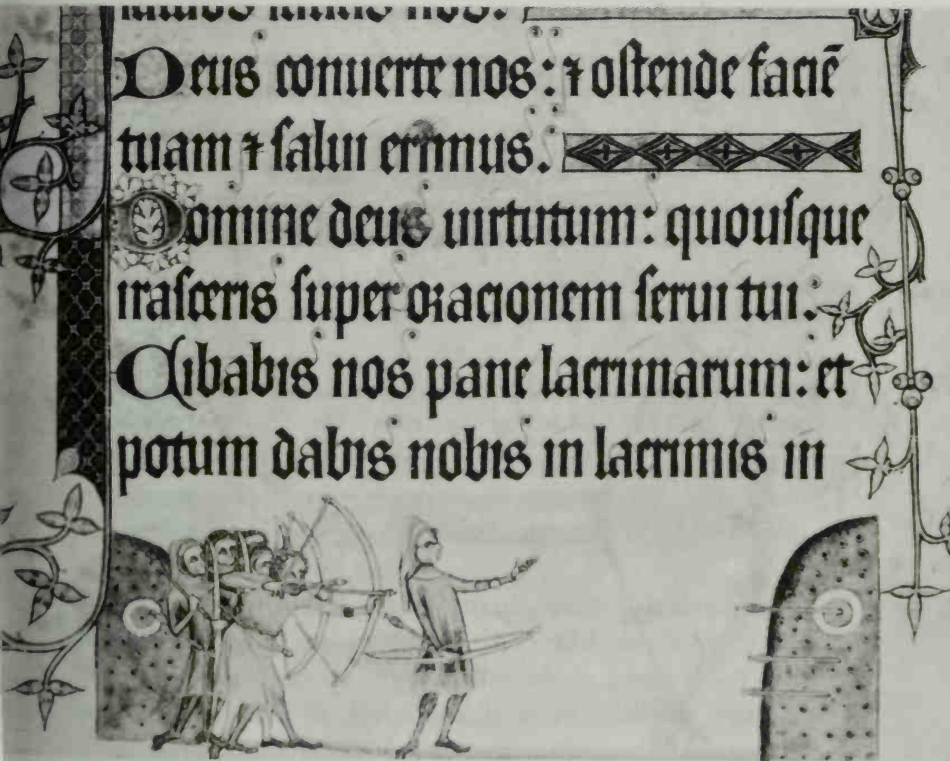 Deus conuerte nos: ⁊ ostende faciē
tuam ⁊ salui erimus.
Domine deus uirtutum: quousque
irasceris super oracionem serui tui:
Cibabis nos pane lacrimarum: et
potum dabis nobis in lacrimis in